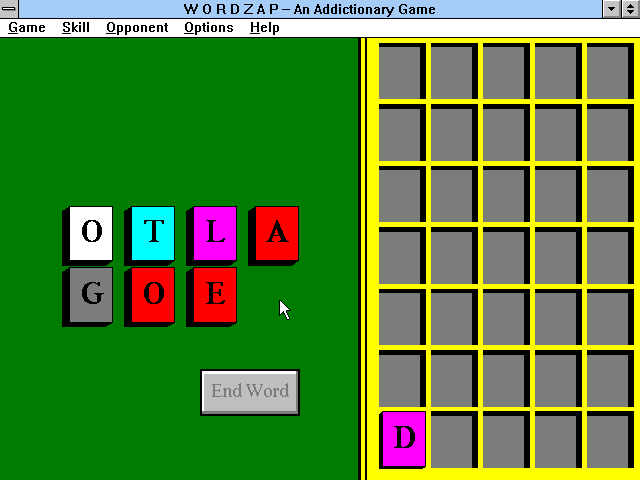 W O R D Z A P – An Addictionary Game
Game Skill Opponent Options Help
O T L A
G O E
End Word
D